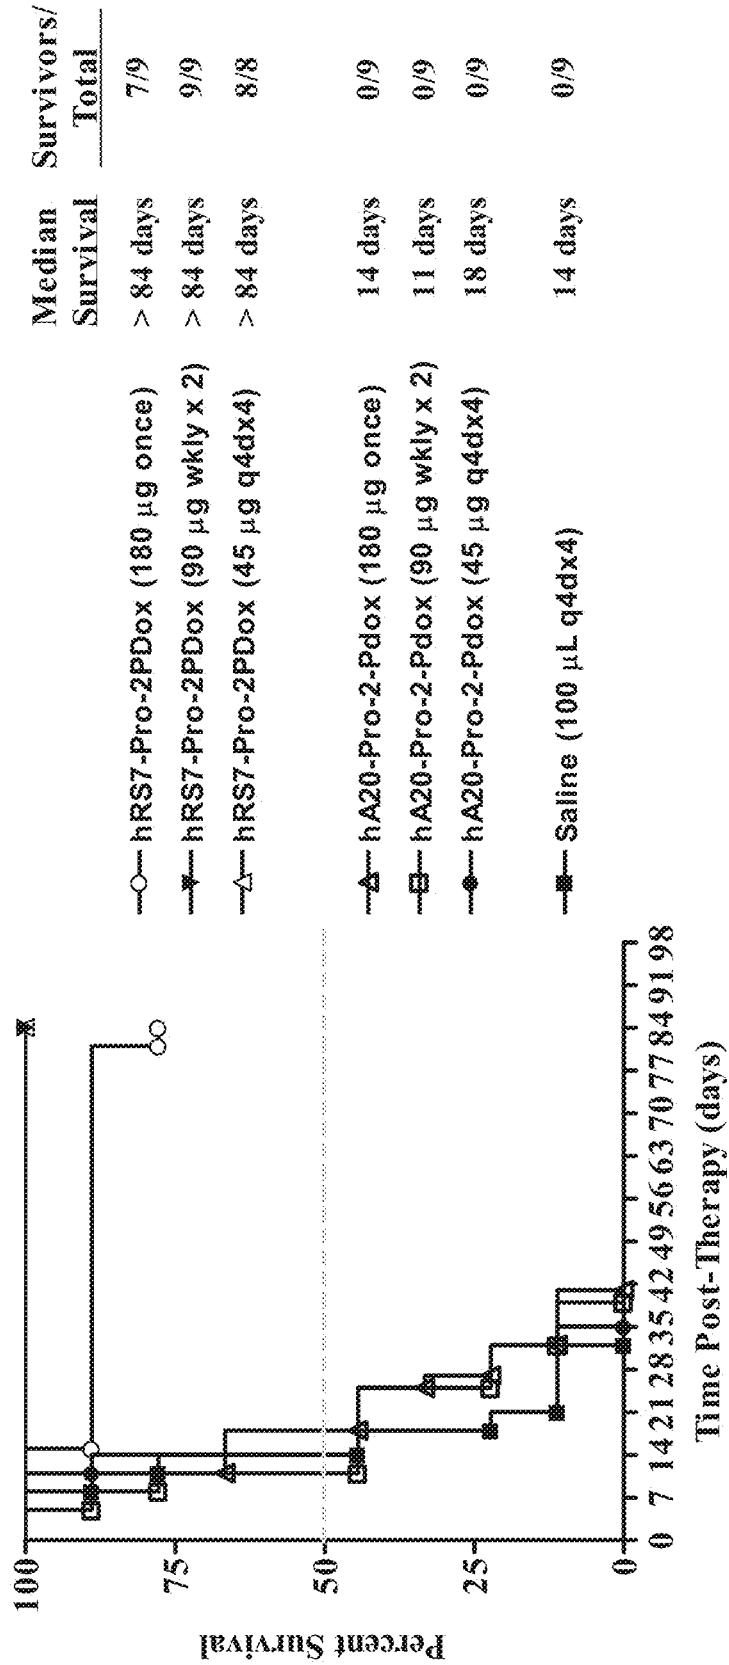 Median Survivors/
Survival Total
hRS7-Pro-2PDox (180 μg once) > 84 days 7/9
hRS7-Pro-2PDox (90 μg wkly x 2) > 84 days 9/9
hRS7-Pro-2PDox (45 μg q4dx4) > 84 days 8/8
hA20-Pro-2-Pdox (180 μg once) 14 days 0/9
hA20-Pro-2-Pdox (90 μg wkly x 2) 11 days 0/9
hA20-Pro-2-Pdox (45 μg q4dx4) 18 days 0/9
Saline (100 μL q4dx4) 14 days 0/9
Percent Survival
100
75
50
25
0
0 7 14 21 28 35 42 49 56 63 70 77 84 91 98
Time Post-Therapy (days)